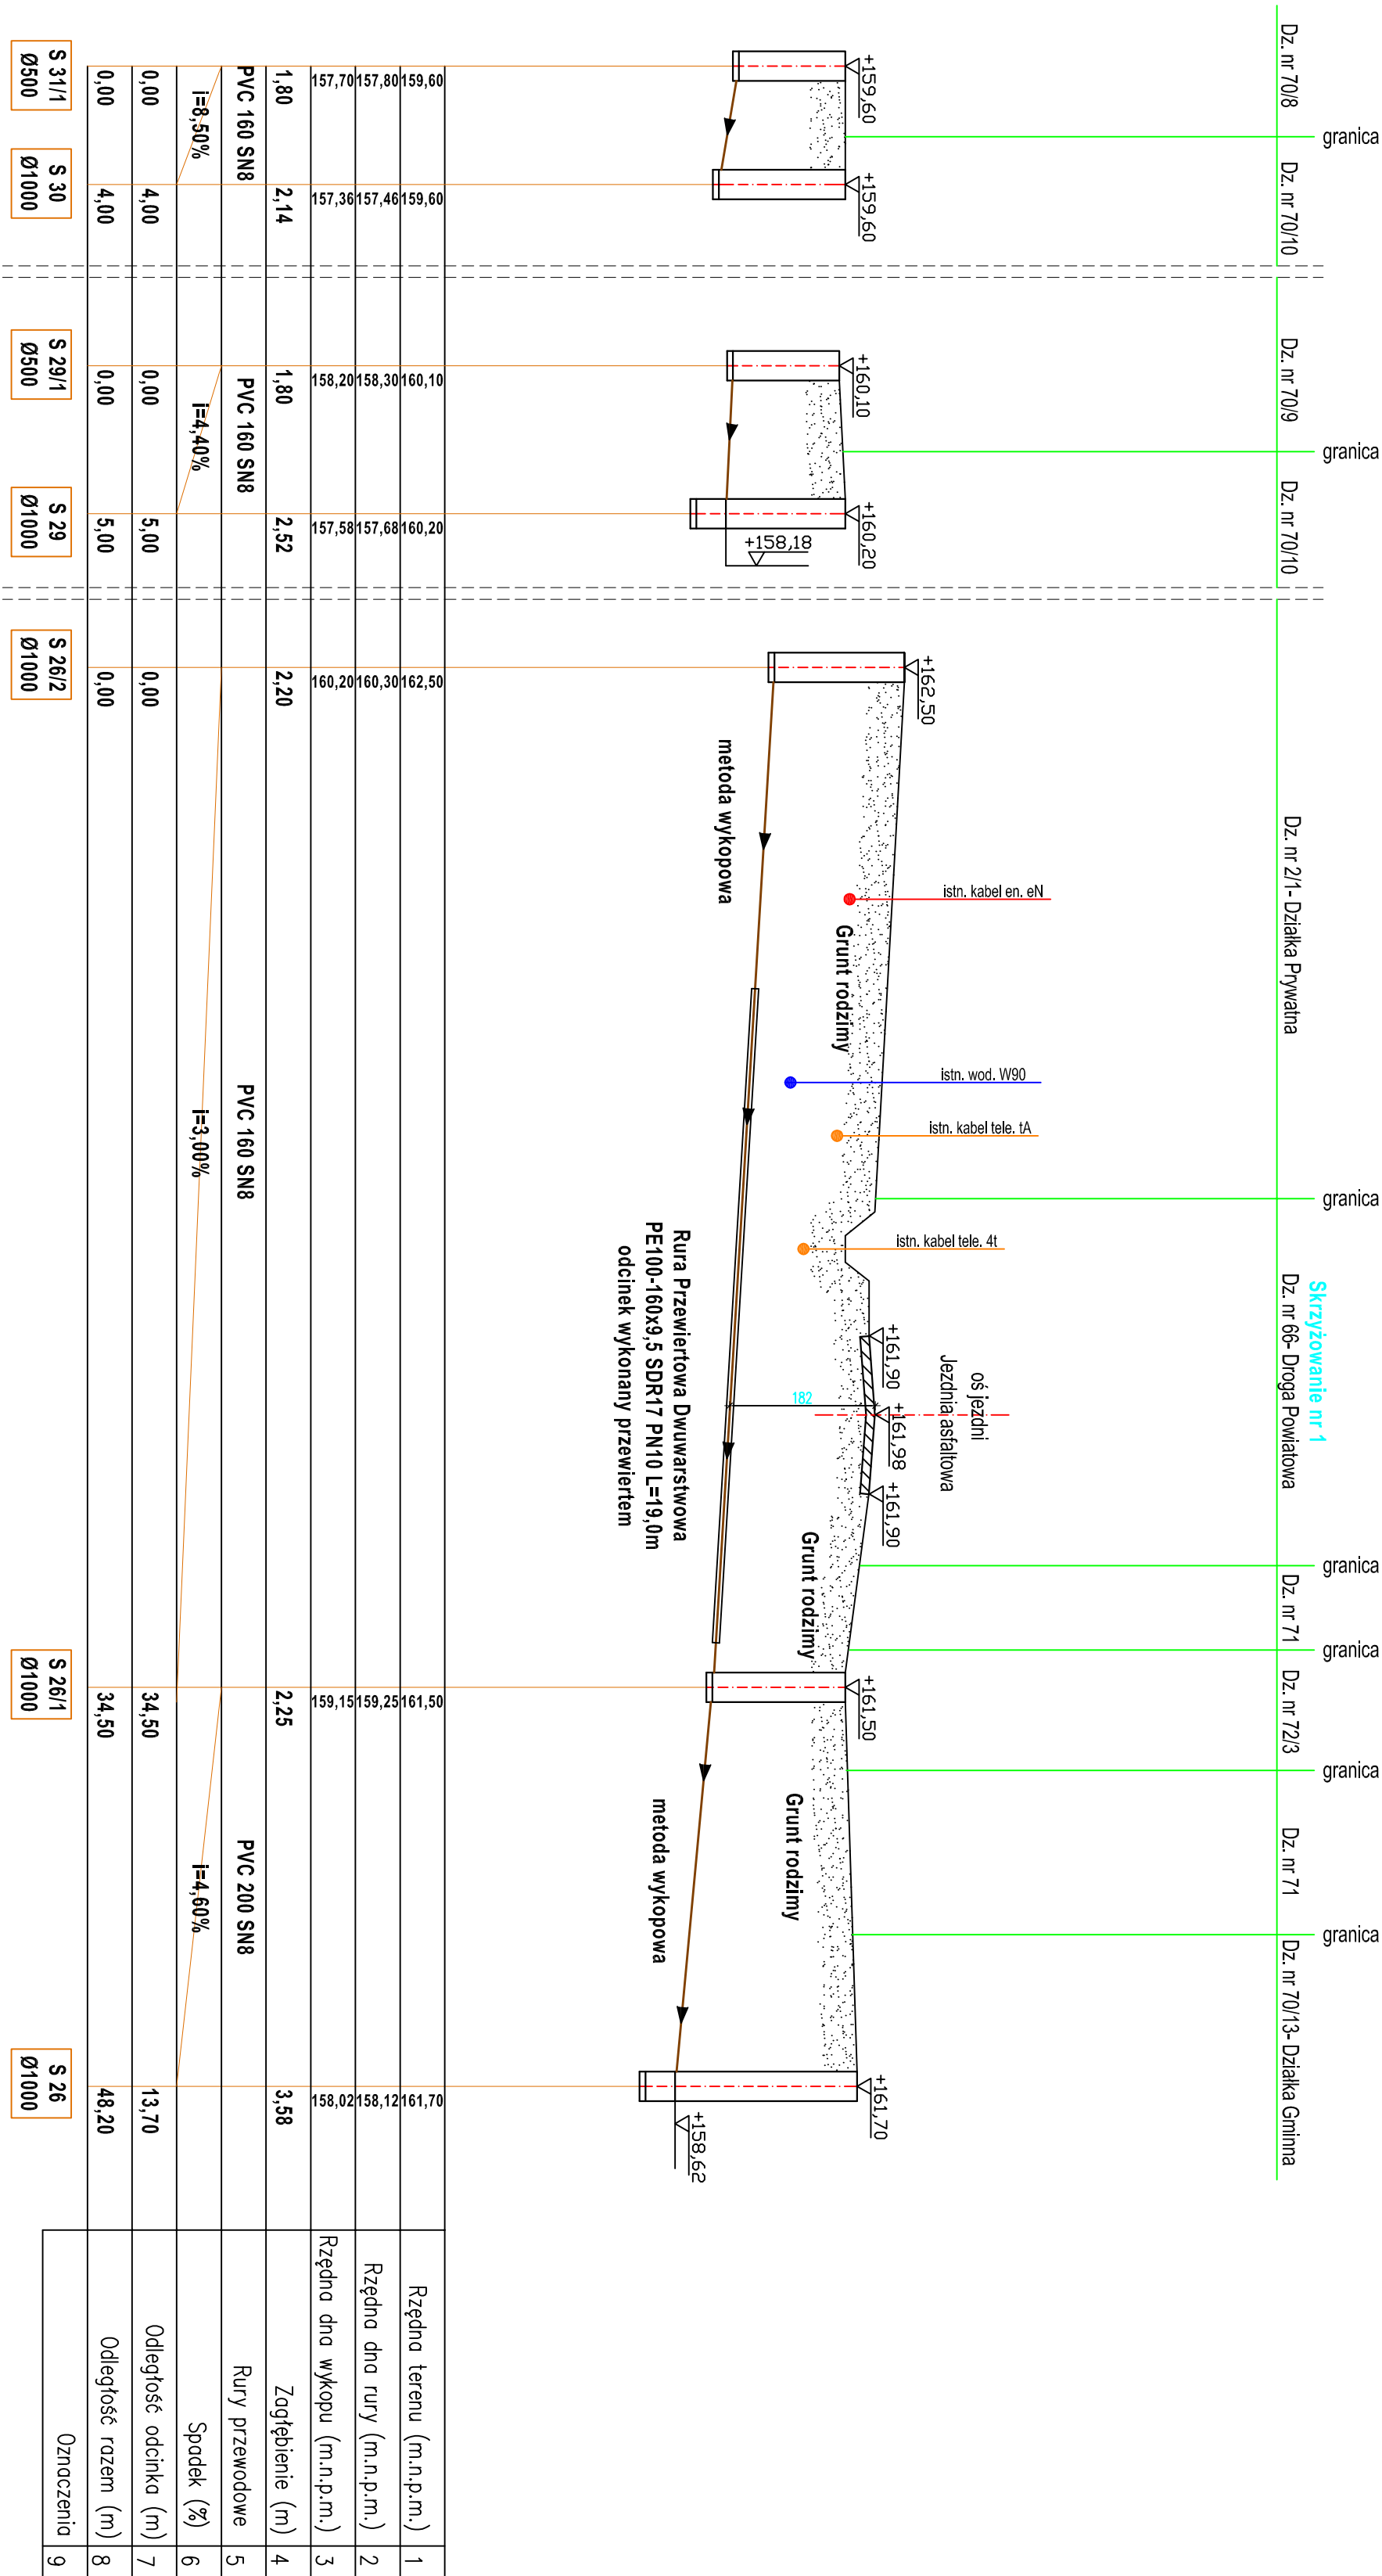 Dz. nr 70/8
Dz. nr 70/10
Dz. nr 70/9
Dz. nr 70/10
Dz. nr 2/1- Działka Prywatna
Skrzyżowanie nr 1
Dz. nr 66- Droga Powiatowa
Dz. nr 71
Dz. nr 72/3
Dz. nr 71
Dz. nr 70/13- Działka Gminna
granica
granica
granica
granica
granica
granica
granica
+159,60
+159,60
+160,10
+160,20
+158,18
+162,50
istn. kabel en. eN
istn. wod. W90
istn. kabel tele. tA
istn. kabel tele. 4t
oś jezdni
Jezdnia asfaltowa
+161,90
+161,98
+161,90
182
+161,50
+161,70
+158,62
Grunt rodzimy
Grunt rodzimy
Grunt rodzimy
metoda wykopowa
Rura Przewiertowa Dwuwarstwowa
PE100-160x9,5 SDR17 PN10 L=19,0m
odcinek wykonany przewiertem
metoda wykopowa
159,60 159,60 160,10 160,20 162,50 161,50 161,70 Rzędna terenu (m.n.p.m.) 1
157,80 157,46 158,30 157,68 160,30 159,25 158,12 Rzędna dna rury (m.n.p.m.) 2
157,70 157,36 158,20 157,58 160,20 159,15 158,02 Rzędna dna wykopu (m.n.p.m.) 3
1,80 2,14 1,80 2,52 2,20 2,25 3,58 Zagłębienie (m) 4
PVC 160 SN8 PVC 160 SN8 PVC 160 SN8 PVC 200 SN8 Rury przewodowe 5
i=8,50% i=4,40% i=3,00% i=4,60% Spadek (%) 6
0,00 4,00 0,00 5,00 0,00 34,50 13,70 Odległość odcinka (m) 7
0,00 4,00 0,00 5,00 0,00 34,50 48,20 Odległość razem (m) 8
Oznaczenia 9
S 31/1
Ø500
S 30
Ø1000
S 29/1
Ø500
S 29
Ø1000
S 26/2
Ø1000
S 26/1
Ø1000
S 26
Ø1000